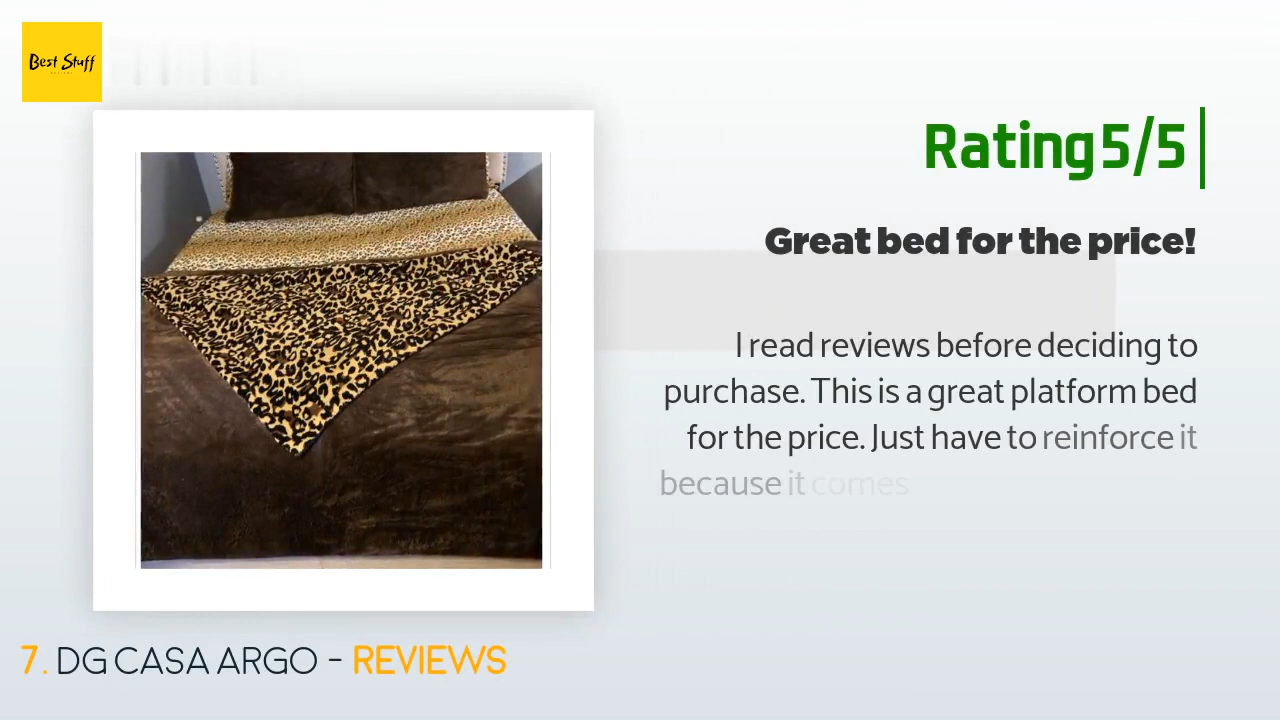 Best Stuff
Rating 5/5
Great bed for the price!
I read reviews before deciding to
purchase. This is a great platform bed
for the price. Just have to reinforce it
because it comes
7. DG CASA ARGO - REVIEWS